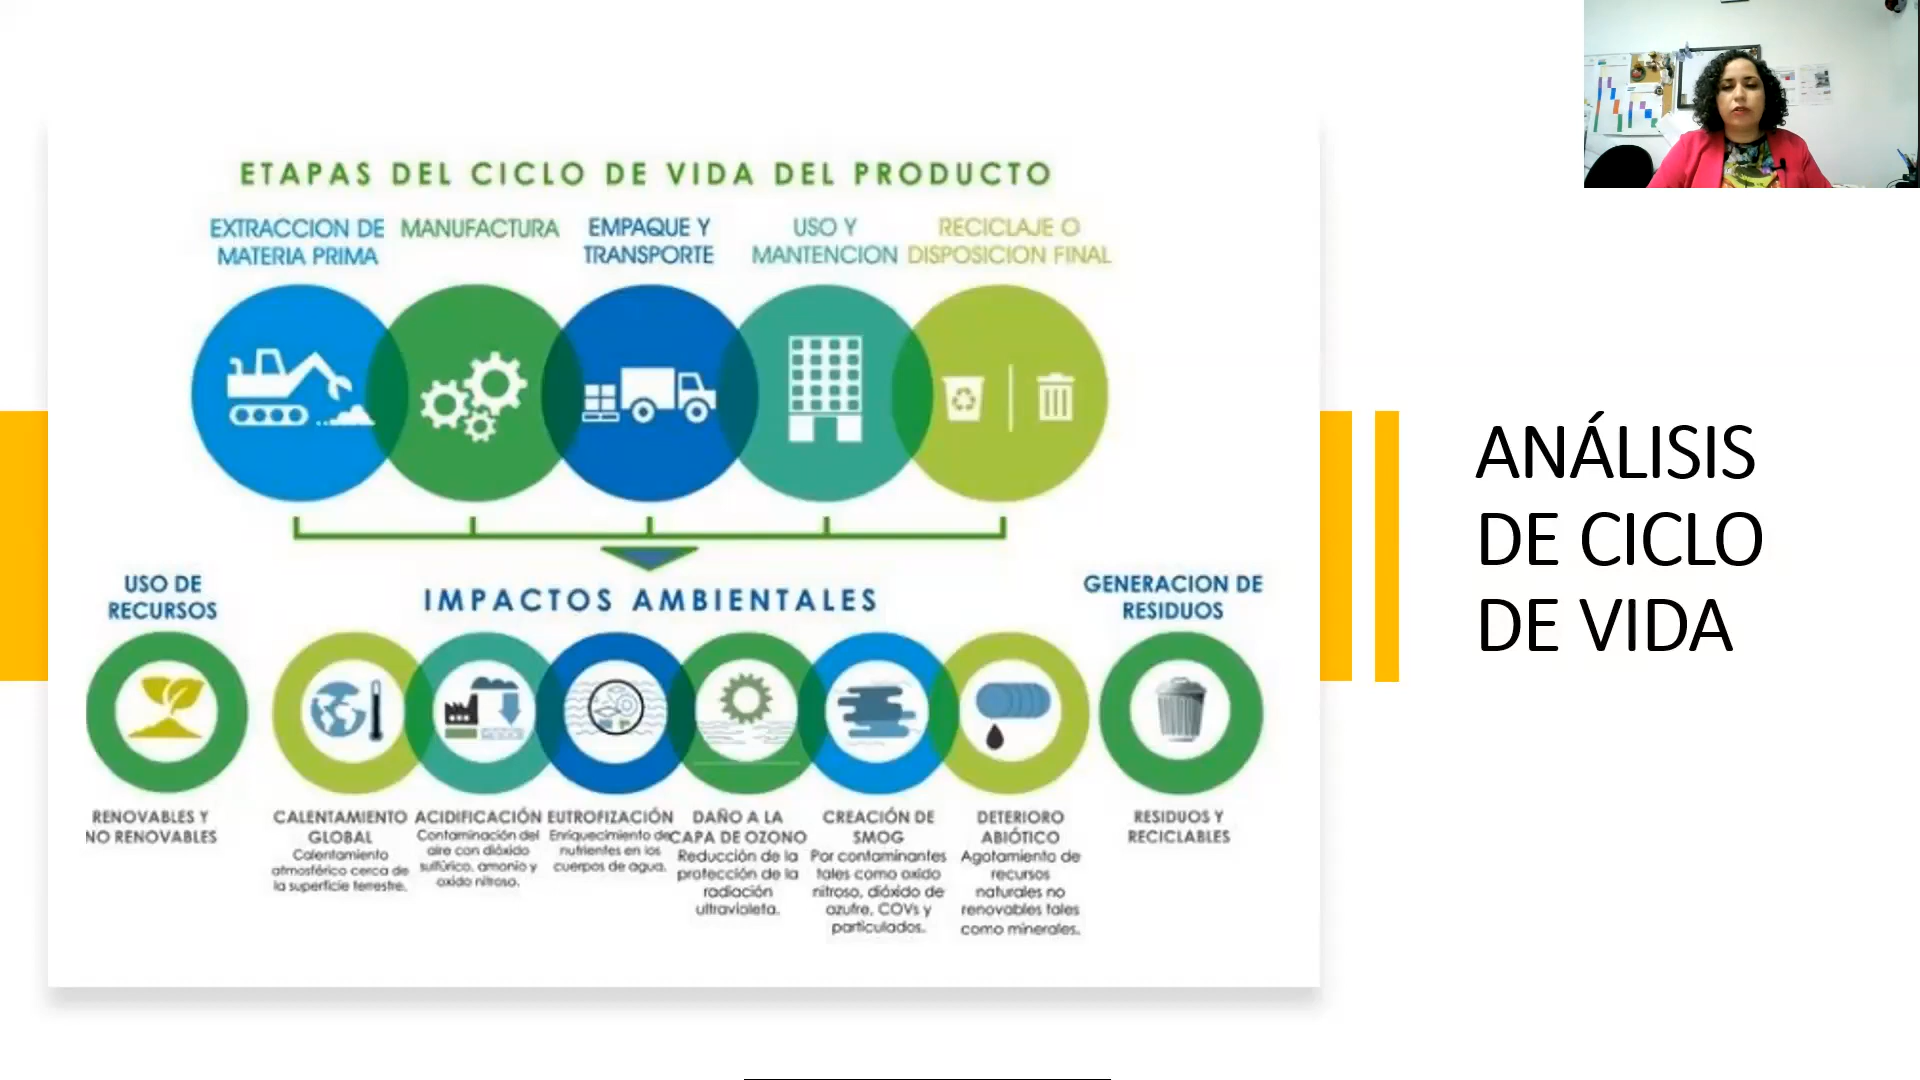 ETAPAS DEL CICLO DE VIDA DEL PRODUCTO
EXTRACCION DE
MATERIA PRIMA
MANUFACTURA
EMPAQUE Y
TRANSPORTE
USO Y
MANTENCION
RECICLAJE O
DISPOSICION FINAL
USO DE
RECURSOS
IMPACTOS AMBIENTALES
GENERACION DE
RESIDUOS
RENOVABLES Y
NO RENOVABLES
CALENTAMIENTO
GLOBAL
Calentamiento
atmosférico cerca de
la superficie terrestre.
ACIDIFICACIÓN
Contaminación del
aire con dióxido
sulfúrico, amonio y
oxido nitroso.
EUTROFIZACIÓN
Enriquecimiento de
nutrientes en los
cuerpos de agua.
DAÑO A LA
CAPA DE OZONO
Reducción de la
protección de la
radiación
ultravioleta.
CREACIÓN DE
SMOG
Por contaminantes
tales como oxido
nitroso, dióxido de
azufre, COVs y
particulados.
DETERIORO
ABIÓTICO
Agotamiento de
recursos
naturales no
renovables tales
como minerales.
RESIDUOS Y
RECICLABLES
ANÁLISIS
DE CICLO
DE VIDA